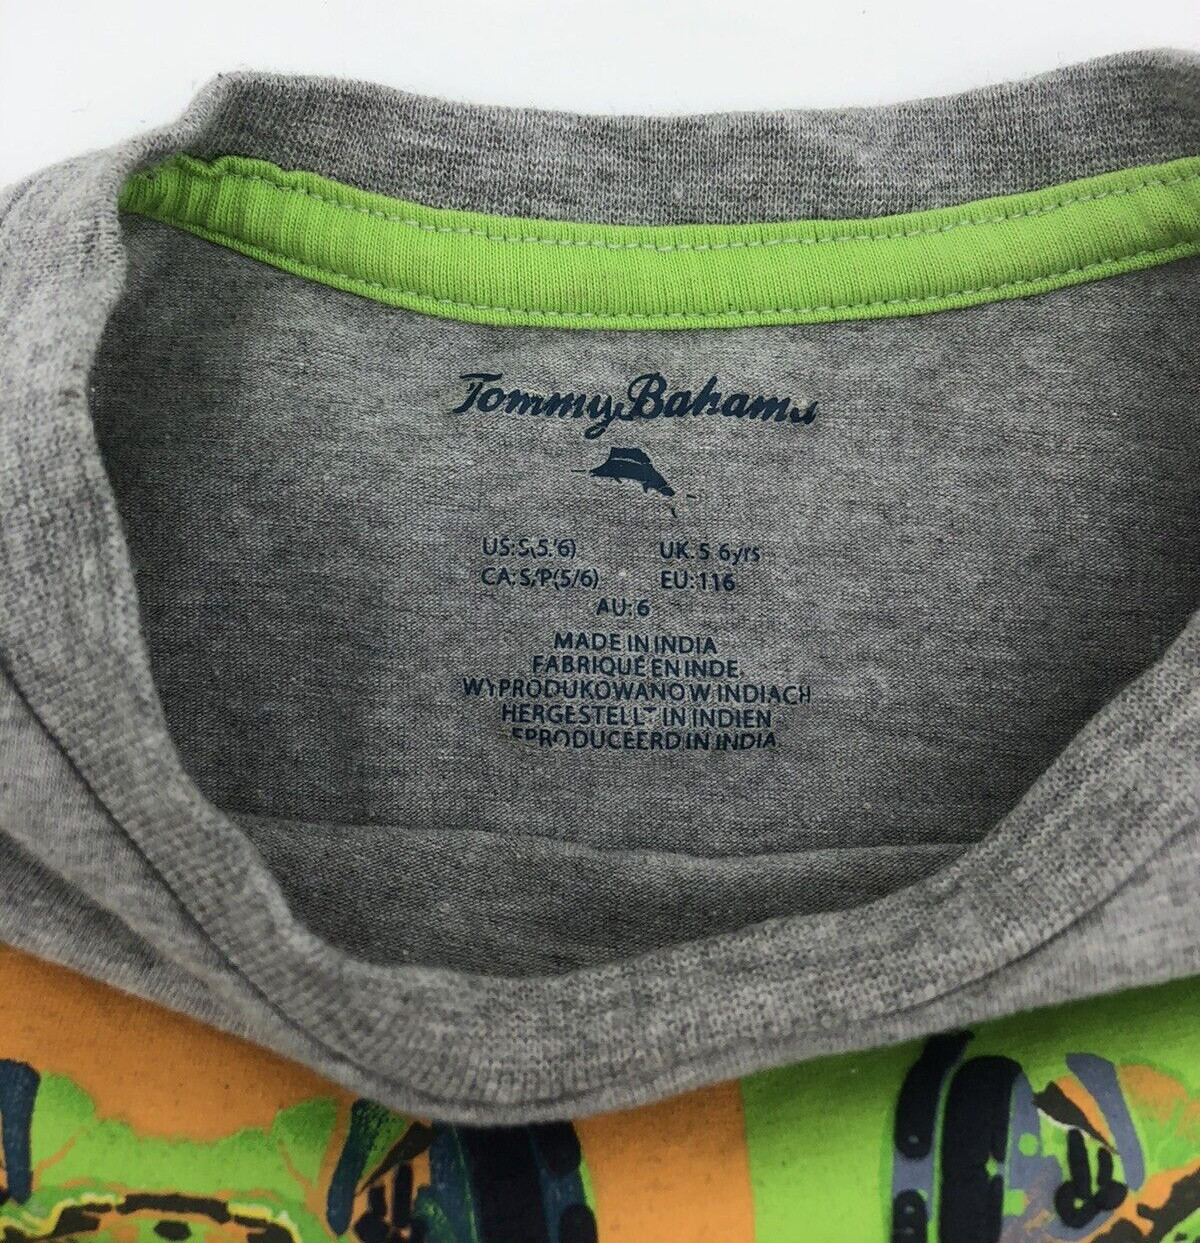 Tommy Bahama
US:S(5/6) UK:5 6yrs
CA:S/P(5/6) EU:116
AU:6
MADE IN INDIA
FABRIQUÉ EN INDE
WYPRODUKOWANO W INDIACH
HERGESTELLT IN INDIEN
EPRODUCEERD IN INDIA